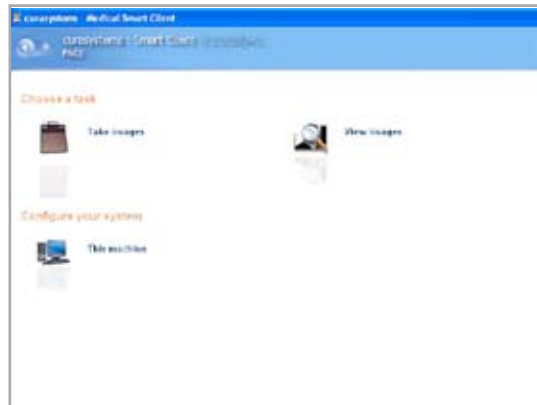 curasystems Medical Smart Client
curasystems : Smart Client
PACS
Choose a task
Take images
View images
Configure your system
This machine